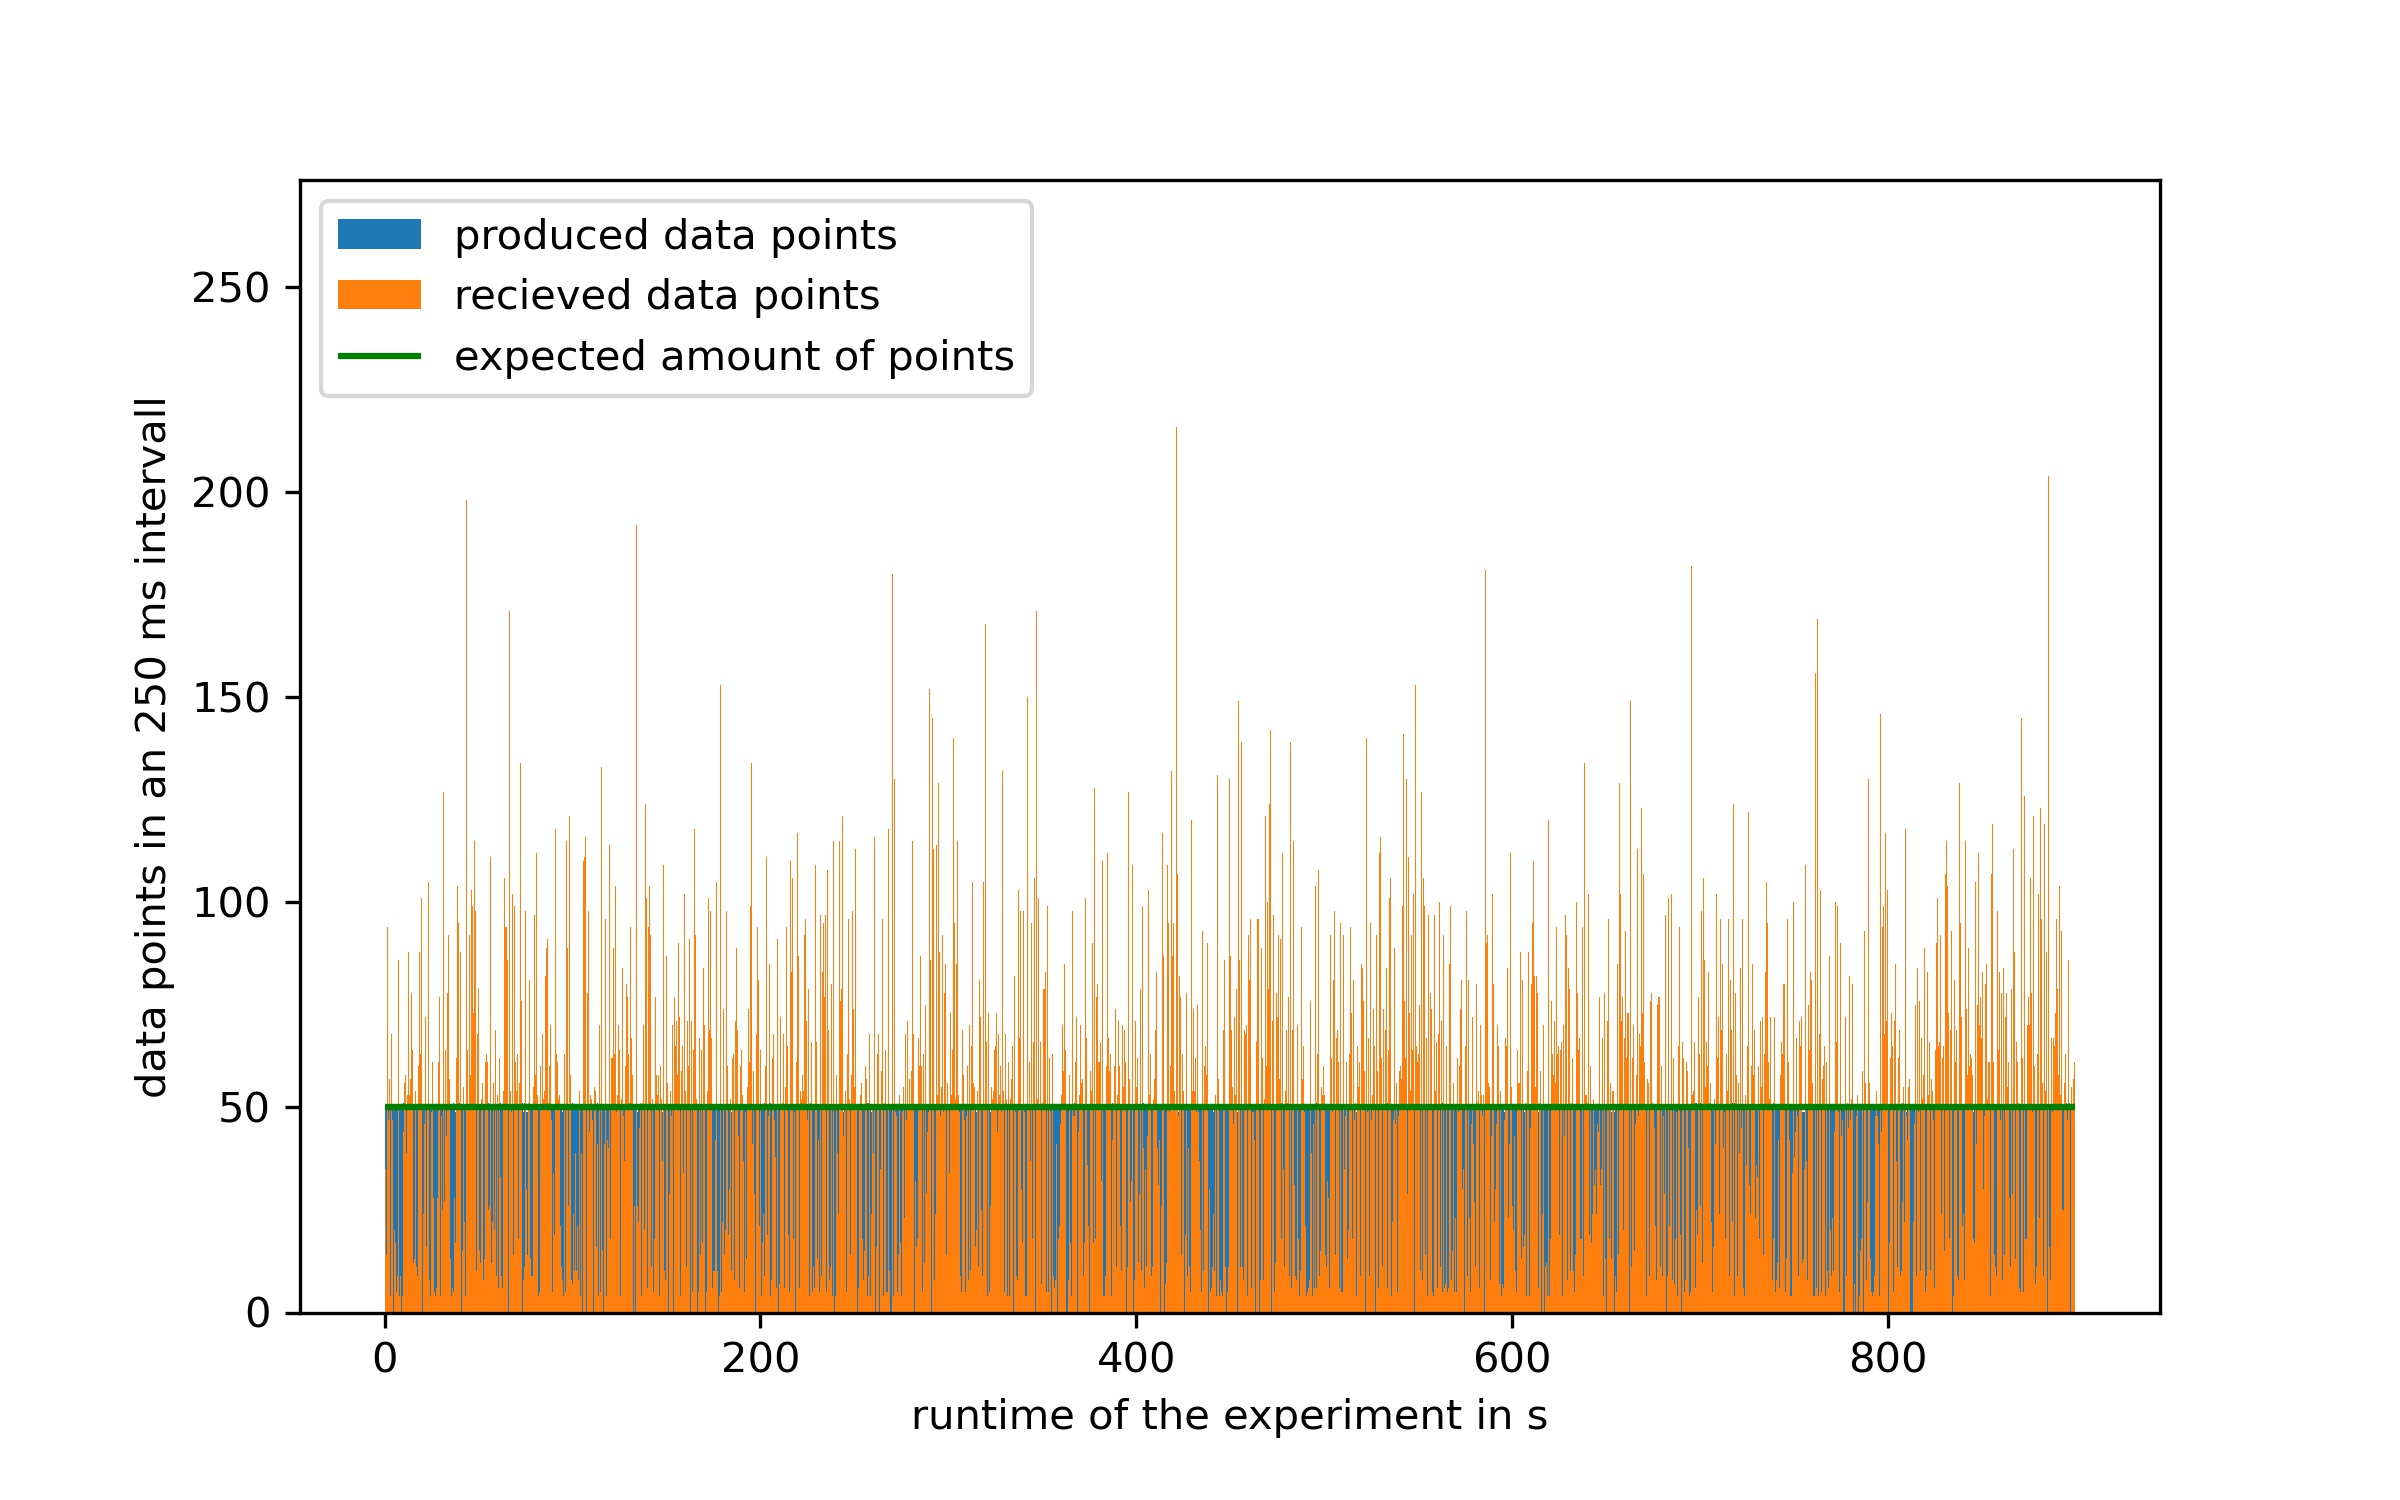 produced data points
recieved data points
expected amount of points
data points in an 250 ms intervall
250
200
150
100
50
0
0 200 400 600 800
runtime of the experiment in s